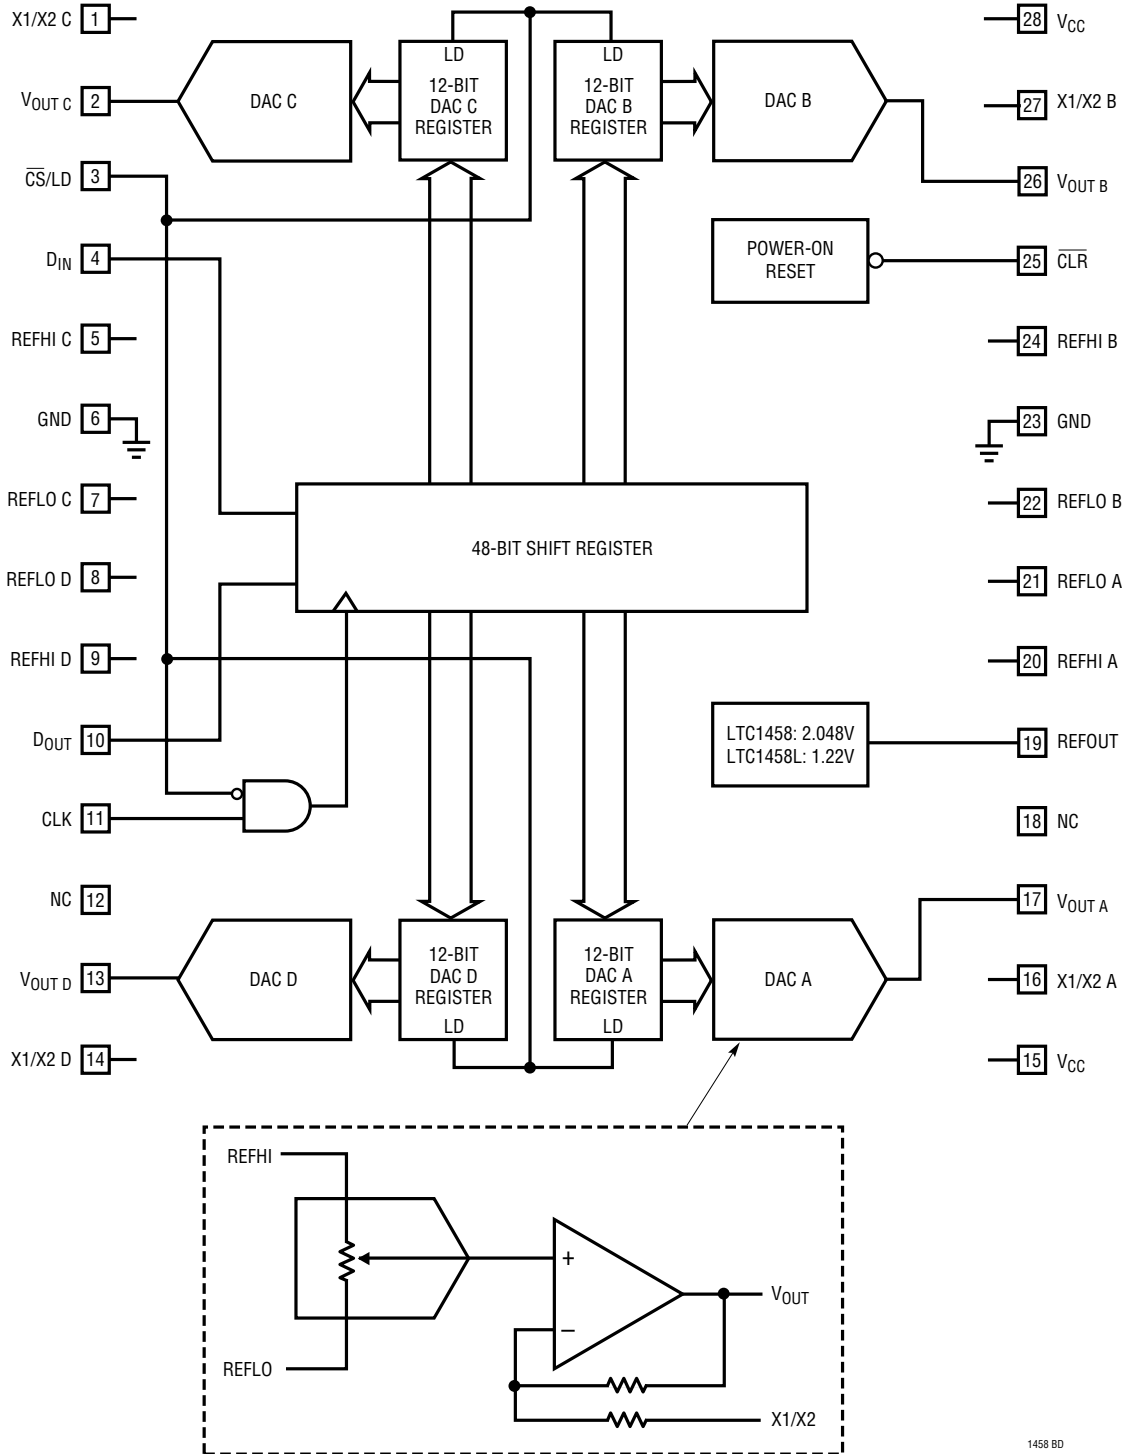 X1/X2 C 1
VOUT C 2
CS/LD 3
DIN 4
REFHI C 5
GND 6
REFLO C 7
REFLO D 8
REFHI D 9
DOUT 10
CLK 11
NC 12
VOUT D 13
X1/X2 D 14
DAC C
LD
12-BIT
DAC C
REGISTER
LD
12-BIT
DAC B
REGISTER
DAC B
POWER-ON
RESET
48-BIT SHIFT REGISTER
LTC1458: 2.048V
LTC1458L: 1.22V
DAC D
12-BIT
DAC D
REGISTER
LD
12-BIT
DAC A
REGISTER
LD
DAC A
28 VCC
27 X1/X2 B
26 VOUT B
25 CLR
24 REFHI B
23 GND
22 REFLO B
21 REFLO A
20 REFHI A
19 REFOUT
18 NC
17 VOUT A
16 X1/X2 A
15 VCC
REFHI
+
−
VOUT
REFLO
X1/X2
1458 BD